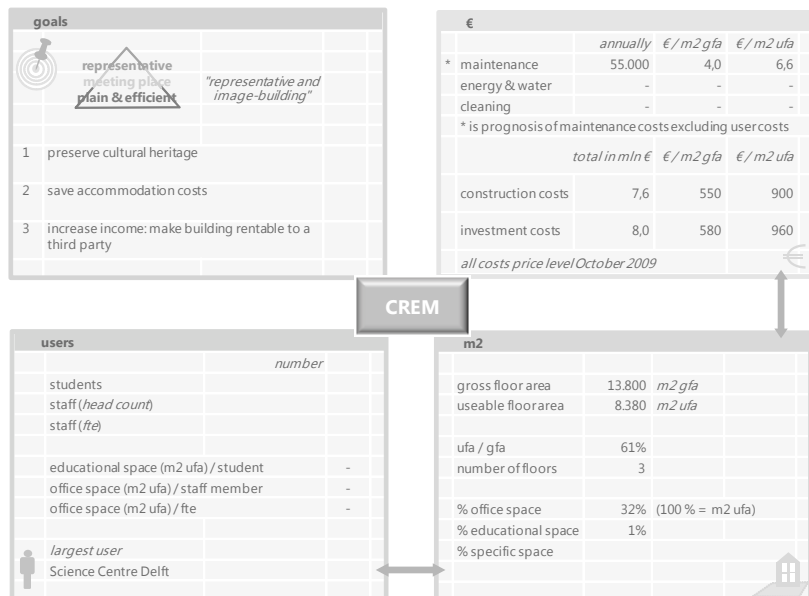 goals
representative
meeting place
plain & efficient
"representative and
image-building"
1 preserve cultural heritage
2 save accommodation costs
3 increase income: make building rentable to a
third party
€
annually € / m2 gfa € / m2 ufa
* maintenance 55.000 4,0 6,6
energy & water - - -
cleaning - - -
* is prognosis of maintenance costs excluding user costs
total in mln € € / m2 gfa € / m2 ufa
construction costs 7,6 550 900
investment costs 8,0 580 960
all costs price level October 2009
€
CREM
users
number
students
staff (head count)
staff (fte)
educational space (m2 ufa) / student -
office space (m2 ufa) / staff member -
office space (m2 ufa) / fte -
largest user
Science Centre Delft
m2
gross floor area 13.800 m2 gfa
useable floor area 8.380 m2 ufa
ufa / gfa 61%
number of floors 3
% office space 32% (100 % = m2 ufa)
% educational space 1%
% specific space